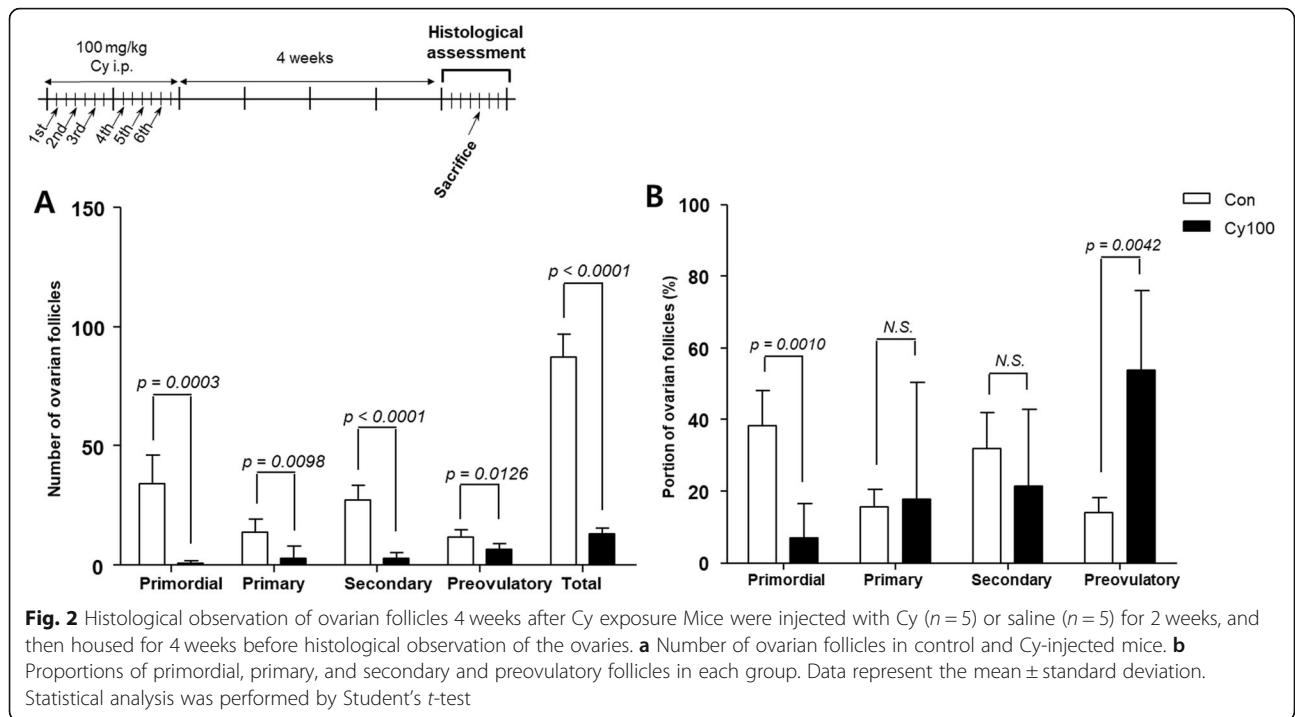 100 mg/kg
Cy i.p.
4 weeks
Histological
assessment
1st
2nd
3rd
4th
5th
6th
Sacrifice
A
150
100
50
0
Number of ovarian follicles
p = 0.0003
p = 0.0098
p < 0.0001
p = 0.0126
p < 0.0001
Primordial
Primary
Secondary
Preovulatory
Total
B
100
80
60
40
20
0
Portion of ovarian follicles (%)
p = 0.0010
N.S.
N.S.
p = 0.0042
Con
Cy100
Primordial
Primary
Secondary
Preovulatory
Fig. 2 Histological observation of ovarian follicles 4 weeks after Cy exposure Mice were injected with Cy (n = 5) or saline (n = 5) for 2 weeks, and
then housed for 4 weeks before histological observation of the ovaries. a Number of ovarian follicles in control and Cy-injected mice. b
Proportions of primordial, primary, and secondary and preovulatory follicles in each group. Data represent the mean ± standard deviation.
Statistical analysis was performed by Student's t-test